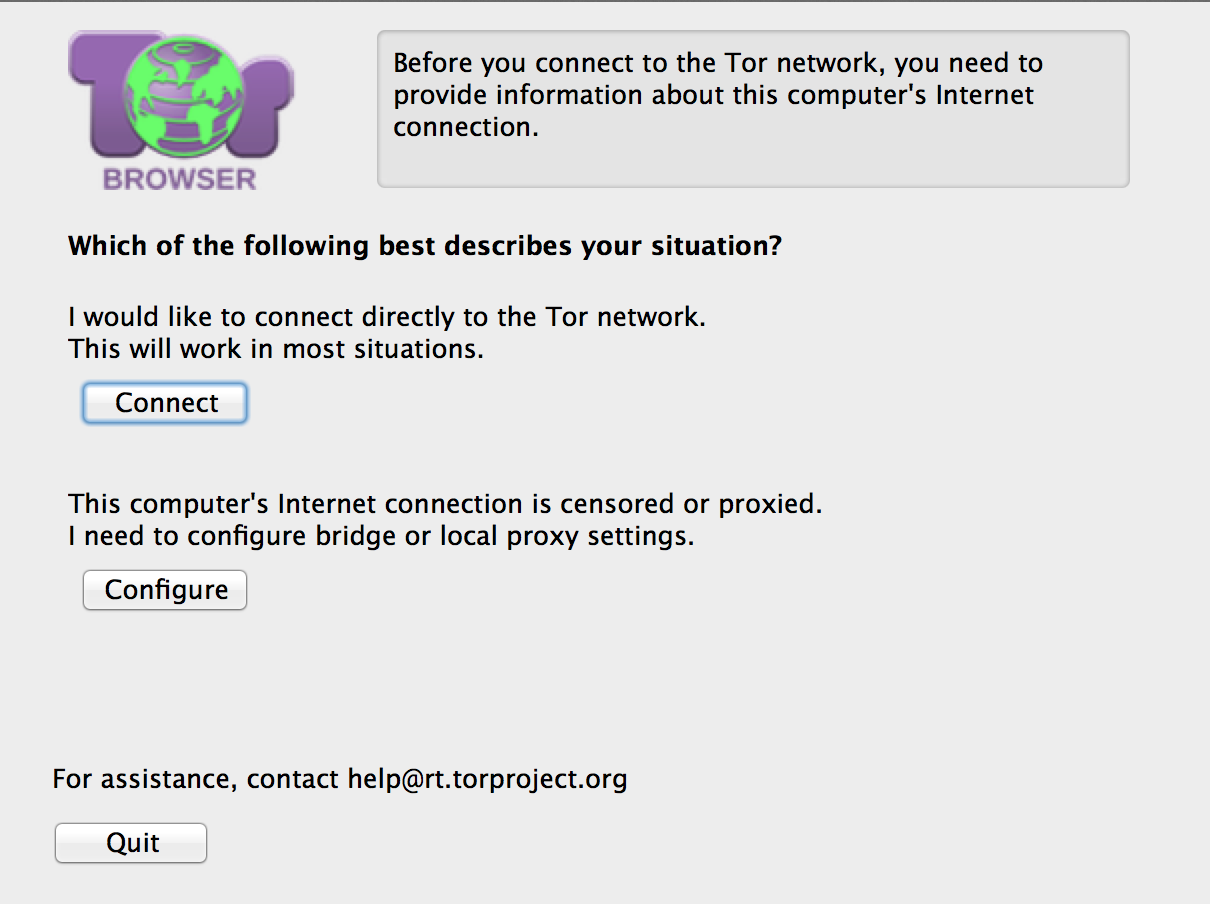 Tor
BROWSER
Before you connect to the Tor network, you need to
provide information about this computer's Internet
connection.
Which of the following best describes your situation?
I would like to connect directly to the Tor network.
This will work in most situations.
Connect
This computer's Internet connection is censored or proxied.
I need to configure bridge or local proxy settings.
Configure
For assistance, contact help@rt.torproject.org
Quit